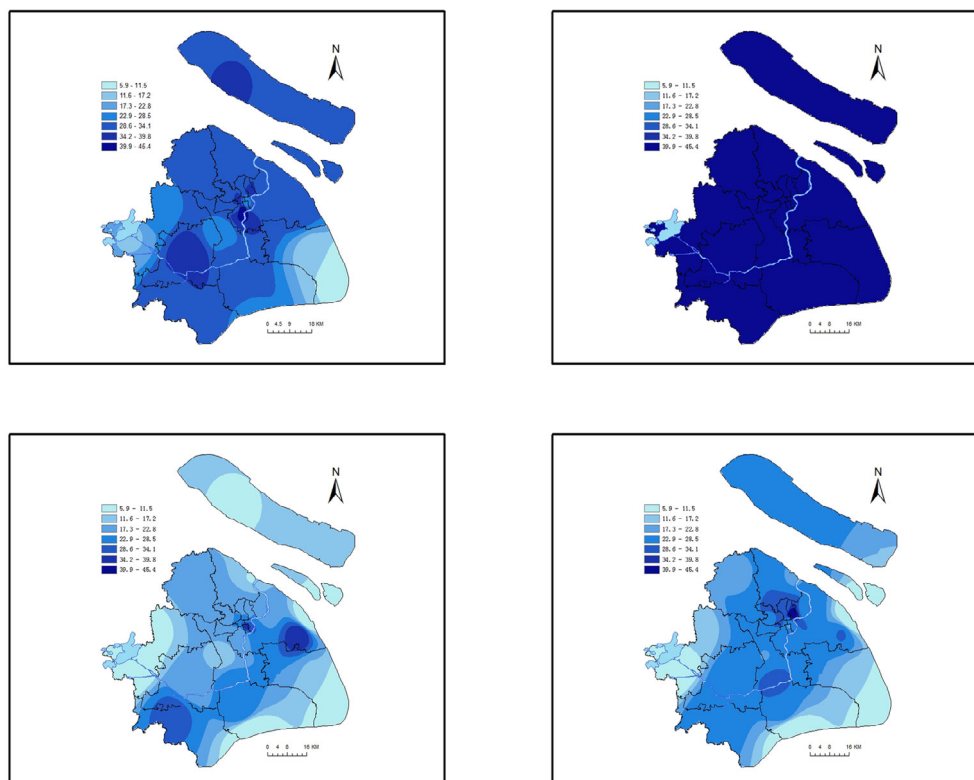 N
5.9 - 11.5
11.6 - 17.2
17.3 - 22.8
22.9 - 28.5
28.6 - 34.1
34.2 - 39.8
39.9 - 45.4
0 4.5 9 18 KM
N
5.9 - 11.5
11.6 - 17.2
17.3 - 22.8
22.9 - 28.5
28.6 - 34.1
34.2 - 39.8
39.9 - 45.4
0 4 8 16 KM
N
5.9 - 11.5
11.6 - 17.2
17.3 - 22.8
22.9 - 28.5
28.6 - 34.1
34.2 - 39.8
39.9 - 45.4
0 4 8 16 KM
N
5.9 - 11.5
11.6 - 17.2
17.3 - 22.8
22.9 - 28.5
28.6 - 34.1
34.2 - 39.8
39.9 - 45.4
0 4 8 16 KM